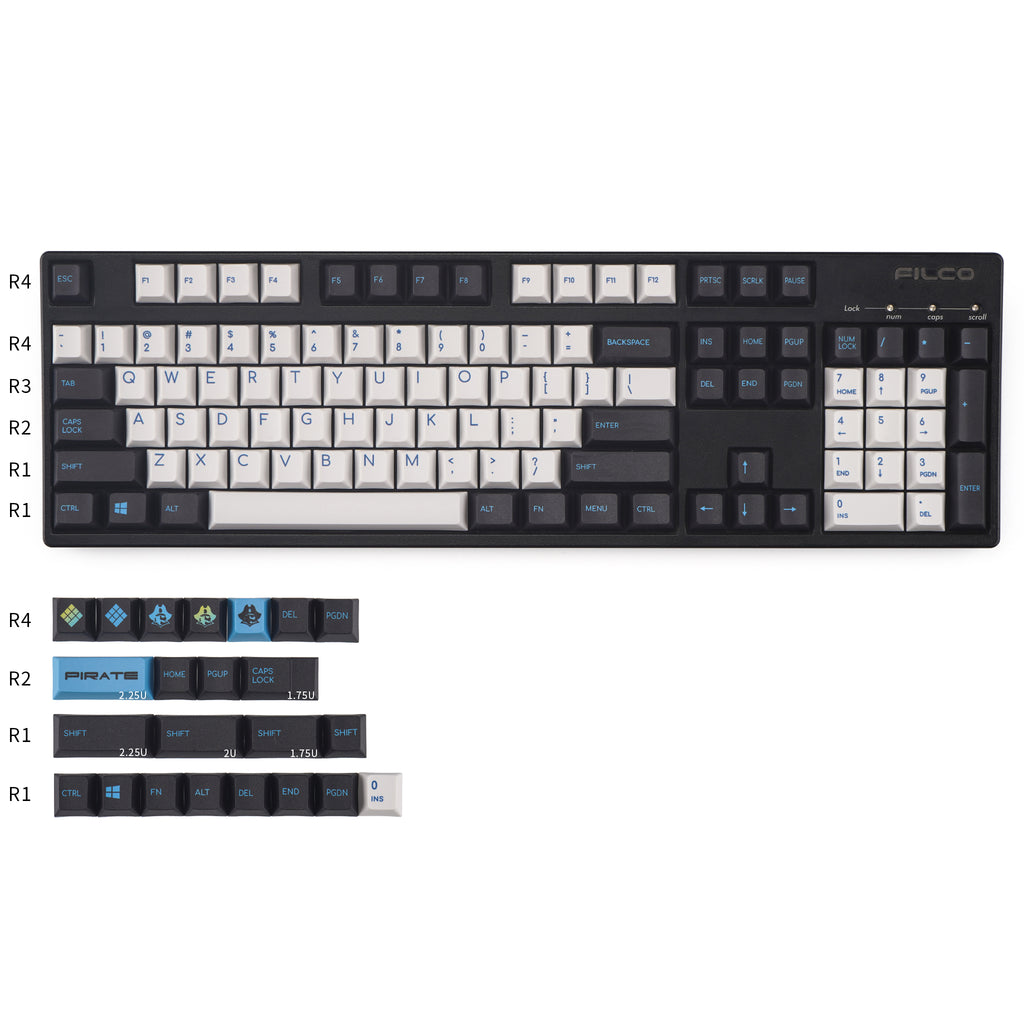 FILCO
Lock num caps scroll
R4 ESC F1 F2 F3 F4 F5 F6 F7 F8 F9 F10 F11 F12 PRTSC SCRLK PAUSE
R4 ~ ` | 1 @ 2 # 3 $ 4 % 5 ^ 6 & 7 * 8 ( 9 ) 0 _ - + = BACKSPACE INS HOME PGUP NUM LOCK / * -
R3 TAB Q W E R T Y U I O P { [ } ] | \ DEL END PGDN 7 HOME 8 ↑ 9 PGUP +
R2 CAPS LOCK A S D F G H J K L : ; " ' ENTER 4 ← 5 6 →
R1 SHIFT Z X C V B N M < , > . ? / SHIFT ↑ 1 END 2 ↓ 3 PGDN ENTER
R1 CTRL ALT ALT FN MENU CTRL ← ↓ → 0 INS . DEL
R4 DEL PGDN
R2 PIRATE 2.25U HOME PGUP CAPS LOCK 1.75U
R1 SHIFT 2.25U SHIFT 2U SHIFT 1.75U SHIFT
R1 CTRL FN ALT DEL END PGDN 0 INS